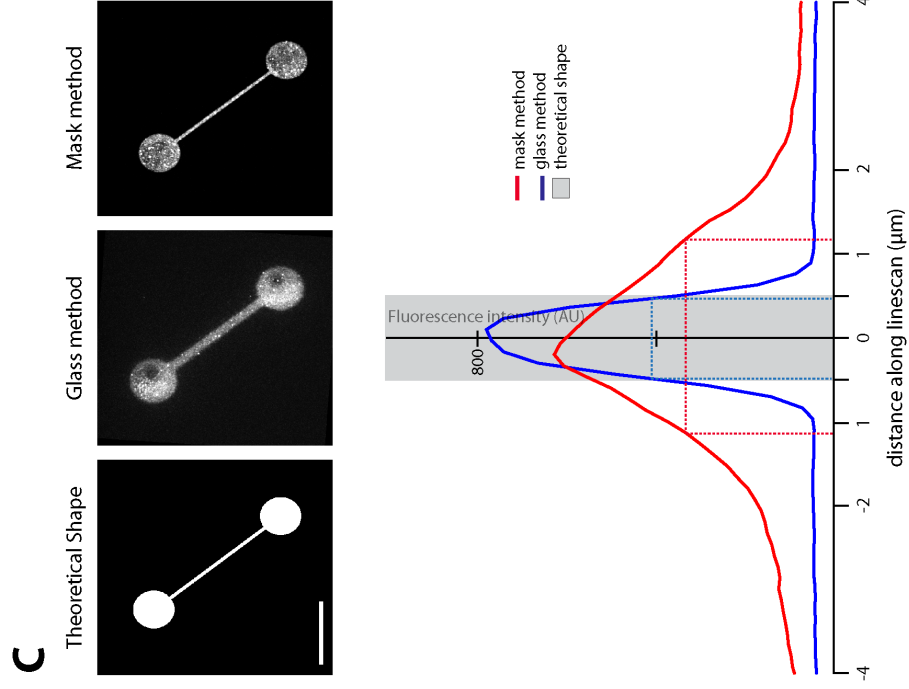 C
Theoretical Shape
Glass method
Mask method
Fluorescence intensity (AU)
800
mask method
glass method
theoretical shape
-4
-2
1
0
1
2
4
distance along linescan (µm)